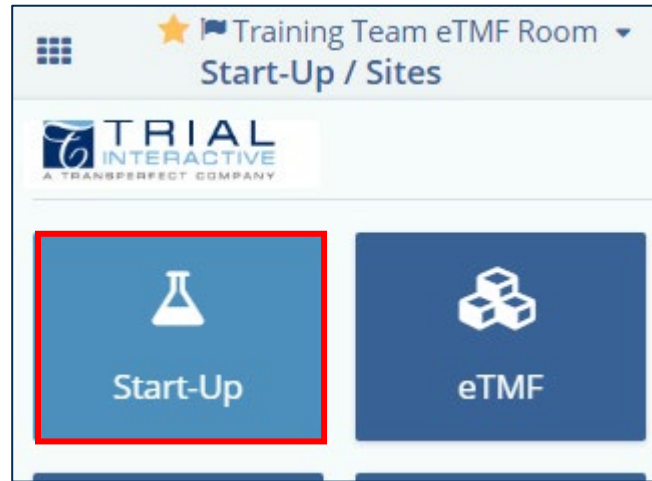 Training Team eTMF Room
Start-Up / Sites
TRIAL
INTERACTIVE
A TRANSPERFECT COMPANY
Start-Up
eTMF